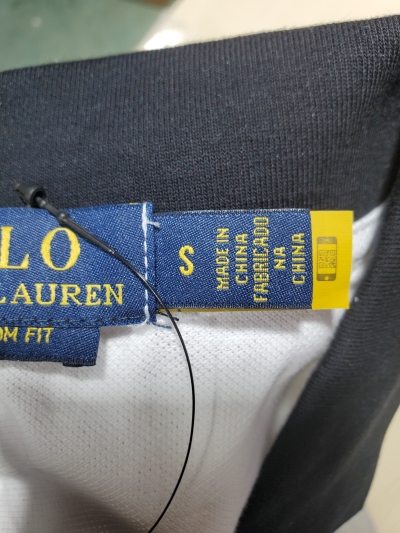 LO
LAUREN
OM FIT
S
MADE IN
CHINA
FABRICADO
NA
CHINA